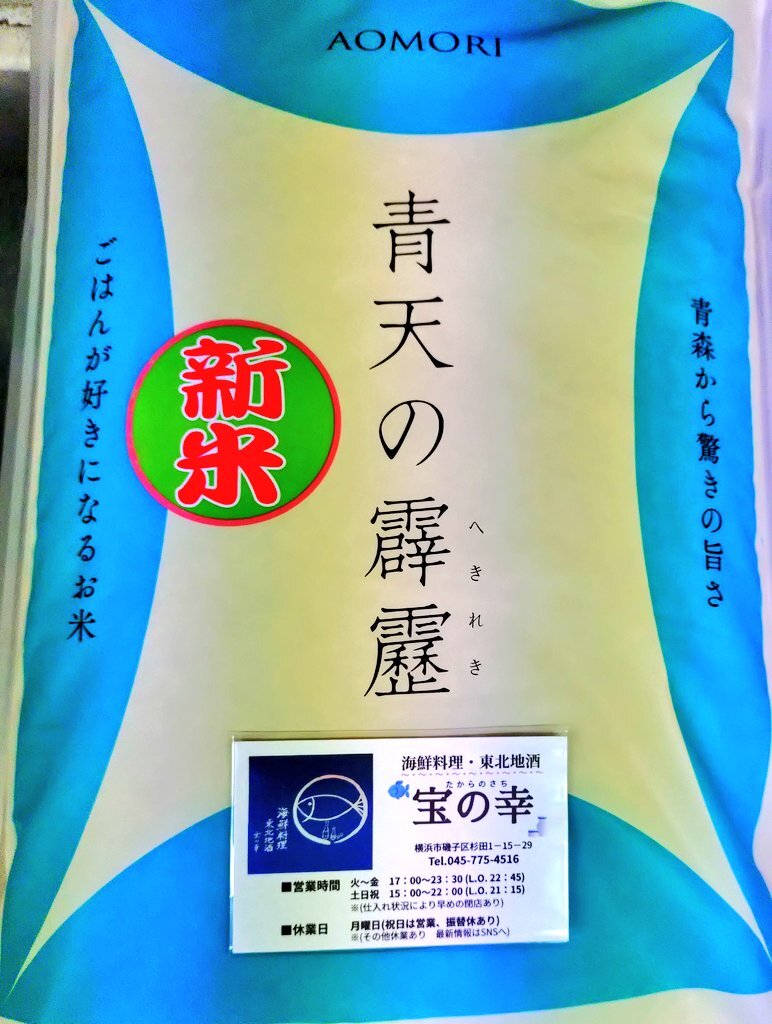 AOMORI
青森から驚きの旨さ
青天の霹靂
へきれき
新米
ごはんが好きになるお米
海鮮料理・東北地酒
たからのさち
宝の幸
横浜市磯子区杉田1－15－29
Tel.045-775-4516
海鮮料理
東北地酒
宝の幸
■営業時間 火～金 17：00～23：30 (L.O. 22：45)
土日祝 15：00～22：00 (L.O. 21：15)
※(仕入れ状況により早めの閉店あり)
■休業日 月曜日(祝日は営業、振替休あり)
※(その他休業あり 最新情報はSNSへ)